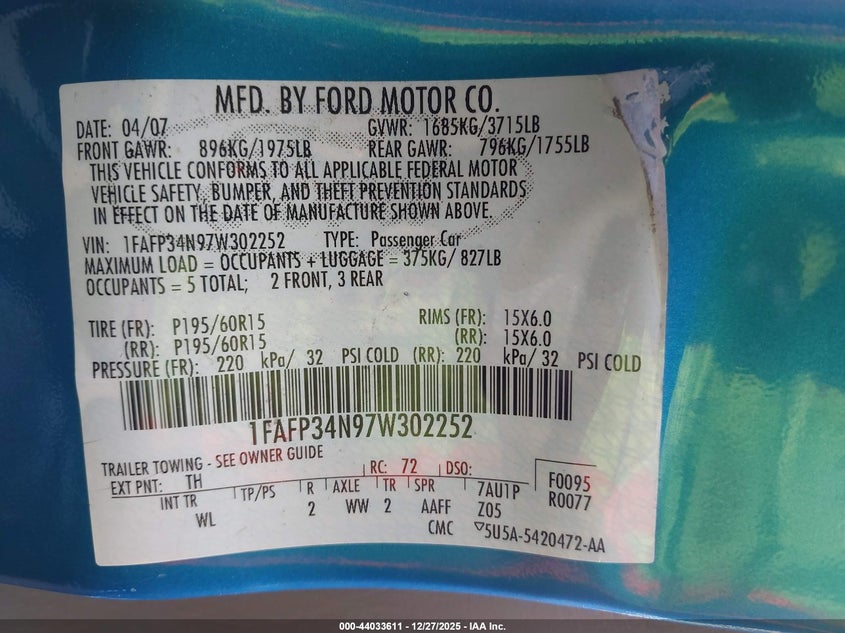 MFD. BY FORD MOTOR CO.
DATE: 04/07 GVWR: 1685KG/3715LB
FRONT GAWR: 896KG/1975LB REAR GAWR: 796KG/1755LB
THIS VEHICLE CONFORMS TO ALL APPLICABLE FEDERAL MOTOR
VEHICLE SAFETY, BUMPER, AND THEFT PREVENTION STANDARDS
IN EFFECT ON THE DATE OF MANUFACTURE SHOWN ABOVE.
VIN: 1FAFP34N97W302252 TYPE: Passenger Car
MAXIMUM LOAD = OCCUPANTS + LUGGAGE = 375KG/ 827LB
OCCUPANTS = 5 TOTAL; 2 FRONT, 3 REAR
TIRE (FR): P195/60R15 RIMS (FR): 15X6.0
(RR): P195/60R15 (RR): 15X6.0
PRESSURE (FR): 220 kPa/ 32 PSI COLD (RR): 220 kPa/ 32 PSI COLD
1FAFP34N97W302252
TRAILER TOWING - SEE OWNER GUIDE
RC: 72 DSO:
EXT PNT: TH
INT TR TP/PS R AXLE TR SPR 7AU1P F0095
WL 2 WW 2 AAFF Z05 R0077
CMC 5U5A-5420472-AA
000-44033611 - 12/27/2025 - IAA Inc.